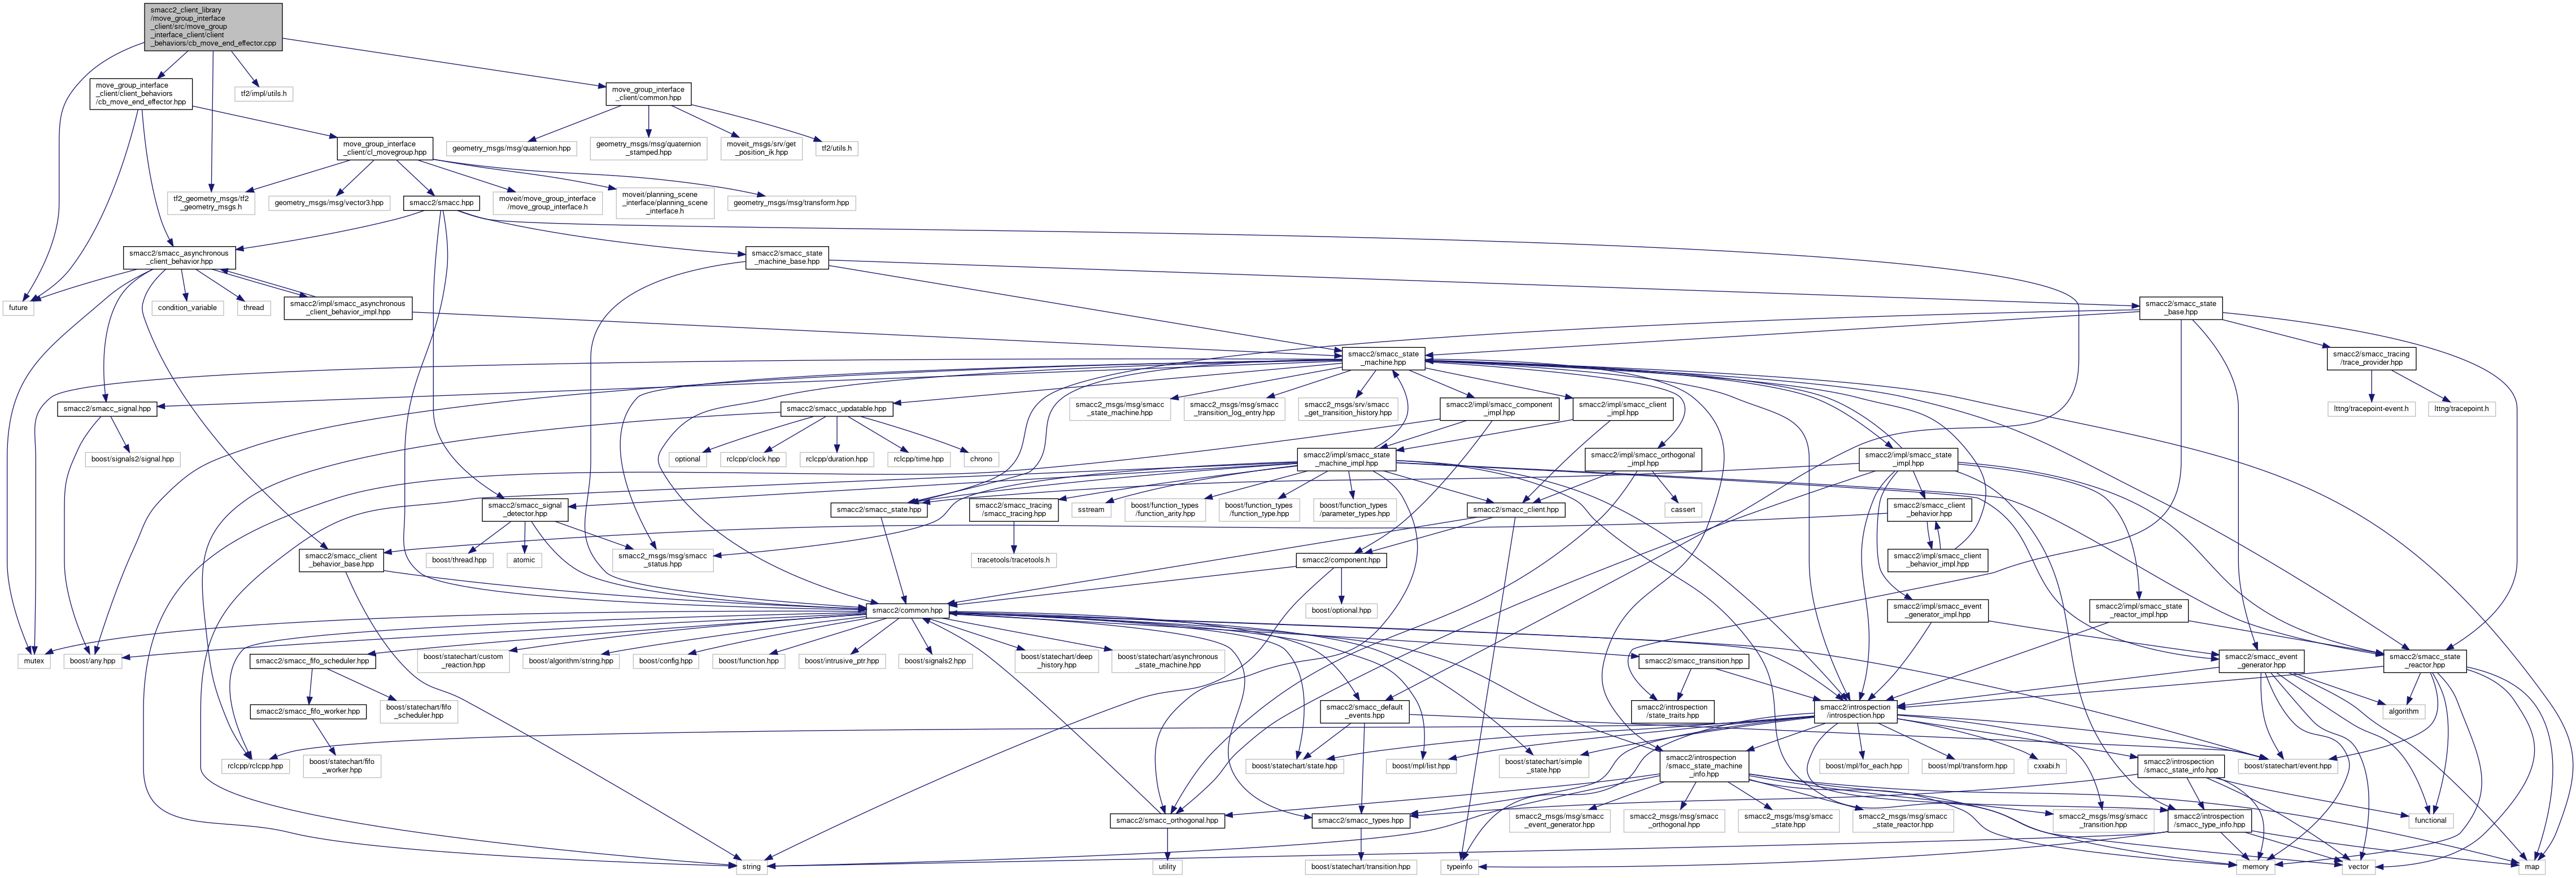 smacc2_client_library
/move_group_interface
_client/src/move_group
_interface_client/client
_behaviors/cb_move_end_effector.cpp
move_group_interface
_client/client_behaviors
/cb_move_end_effector.hpp
tf2/impl/utils.h
move_group_interface
_client/common.hpp
move_group_interface
_client/cl_movegroup.hpp
geometry_msgs/msg/quaternion.hpp
geometry_msgs/msg/quaternion
_stamped.hpp
moveit_msgs/srv/get
_position_ik.hpp
tf2/utils.h
tf2_geometry_msgs/tf2
_geometry_msgs.h
geometry_msgs/msg/vector3.hpp
smacc2/smacc.hpp
moveit/move_group_interface
/move_group_interface.h
moveit/planning_scene
_interface/planning_scene
_interface.h
geometry_msgs/msg/transform.hpp
smacc2/smacc_asynchronous
_client_behavior.hpp
smacc2/smacc_state
_machine_base.hpp
future
condition_variable
thread
smacc2/impl/smacc_asynchronous
_client_behavior_impl.hpp
smacc2/smacc_state
_base.hpp
smacc2/smacc_state
_machine.hpp
smacc2/smacc_tracing
/trace_provider.hpp
smacc2/smacc_signal.hpp
smacc2/smacc_updatable.hpp
smacc2_msgs/msg/smacc
_state_machine.hpp
smacc2_msgs/msg/smacc
_transition_log_entry.hpp
smacc2_msgs/srv/smacc
_get_transition_history.hpp
smacc2/impl/smacc_component
_impl.hpp
smacc2/impl/smacc_client
_impl.hpp
lttng/tracepoint-event.h
lttng/tracepoint.h
boost/signals2/signal.hpp
optional
rclcpp/clock.hpp
rclcpp/duration.hpp
rclcpp/time.hpp
chrono
smacc2/impl/smacc_state
_machine_impl.hpp
smacc2/impl/smacc_orthogonal
_impl.hpp
smacc2/impl/smacc_state
_impl.hpp
smacc2/smacc_signal
_detector.hpp
smacc2/smacc_state.hpp
smacc2/smacc_tracing
/smacc_tracing.hpp
sstream
boost/function_types
/function_arity.hpp
boost/function_types
/function_type.hpp
boost/function_types
/parameter_types.hpp
smacc2/smacc_client.hpp
cassert
smacc2/smacc_client
_behavior.hpp
smacc2/smacc_client
_behavior_base.hpp
boost/thread.hpp
atomic
smacc2_msgs/msg/smacc
_status.hpp
tracetools/tracetools.h
smacc2/component.hpp
smacc2/impl/smacc_client
_behavior_impl.hpp
smacc2/common.hpp
boost/optional.hpp
smacc2/impl/smacc_event
_generator_impl.hpp
smacc2/impl/smacc_state
_reactor_impl.hpp
mutex
boost/any.hpp
smacc2/smacc_fifo_scheduler.hpp
boost/statechart/custom
_reaction.hpp
boost/algorithm/string.hpp
boost/config.hpp
boost/function.hpp
boost/intrusive_ptr.hpp
boost/signals2.hpp
boost/statechart/deep
_history.hpp
boost/statechart/asynchronous
_state_machine.hpp
smacc2/smacc_transition.hpp
smacc2/smacc_event
_generator.hpp
smacc2/smacc_state
_reactor.hpp
smacc2/smacc_fifo_worker.hpp
boost/statechart/fifo
_scheduler.hpp
smacc2/smacc_default
_events.hpp
smacc2/introspection
/state_traits.hpp
smacc2/introspection
/introspection.hpp
algorithm
rclcpp/rclcpp.hpp
boost/statechart/fifo
_worker.hpp
boost/statechart/state.hpp
boost/mpl/list.hpp
boost/statechart/simple
_state.hpp
smacc2/introspection
/smacc_state_machine
_info.hpp
boost/mpl/for_each.hpp
boost/mpl/transform.hpp
cxxabi.h
smacc2/introspection
/smacc_state_info.hpp
boost/statechart/event.hpp
smacc2/smacc_orthogonal.hpp
smacc2/smacc_types.hpp
smacc2_msgs/msg/smacc
_event_generator.hpp
smacc2_msgs/msg/smacc
_orthogonal.hpp
smacc2_msgs/msg/smacc
_state.hpp
smacc2_msgs/msg/smacc
_state_reactor.hpp
smacc2_msgs/msg/smacc
_transition.hpp
smacc2/introspection
/smacc_type_info.hpp
functional
string
utility
boost/statechart/transition.hpp
typeinfo
memory
vector
map